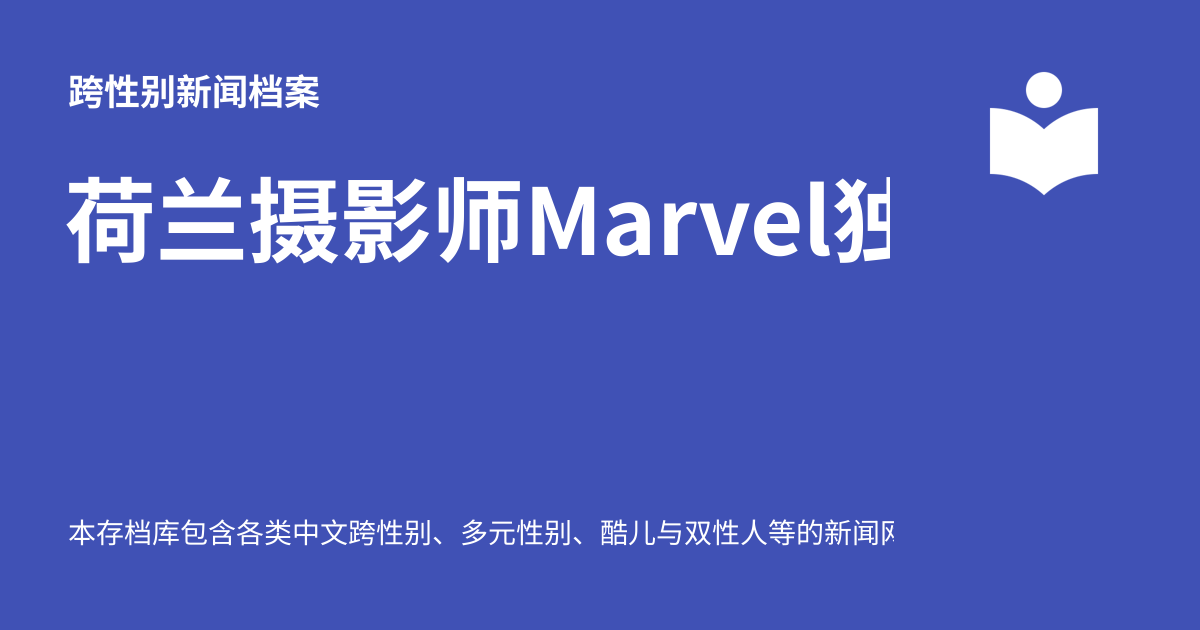 跨性别新闻档案
荷兰摄影师Marvel独
本存档库包含各类中文跨性别、多元性别、酷儿与双性人等的新闻网